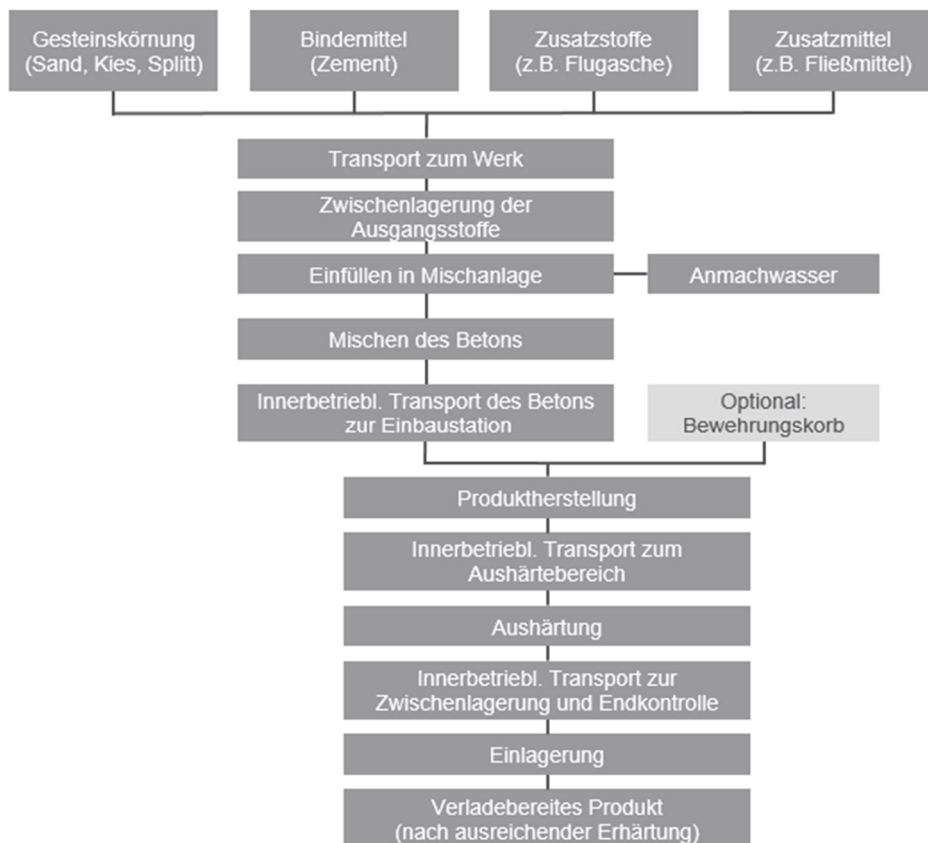 Gesteinskörnung
(Sand, Kies, Splitt)
Bindemittel
(Zement)
Zusatzstoffe
(z.B. Flugasche)
Zusatzmittel
(z.B. Fließmittel)
Transport zum Werk
Zwischenlagerung der
Ausgangsstoffe
Einfüllen in Mischanlage
Anmachwasser
Mischen des Betons
Innerbetriebl. Transport des Betons
zur Einbaustation
Optional:
Bewehrungskorb
Produktherstellung
Innerbetriebl. Transport zum
Aushärtebereich
Aushärtung
Innerbetriebl. Transport zur
Zwischenlagerung und Endkontrolle
Einlagerung
Verladebereites Produkt
(nach ausreichender Erhärtung)